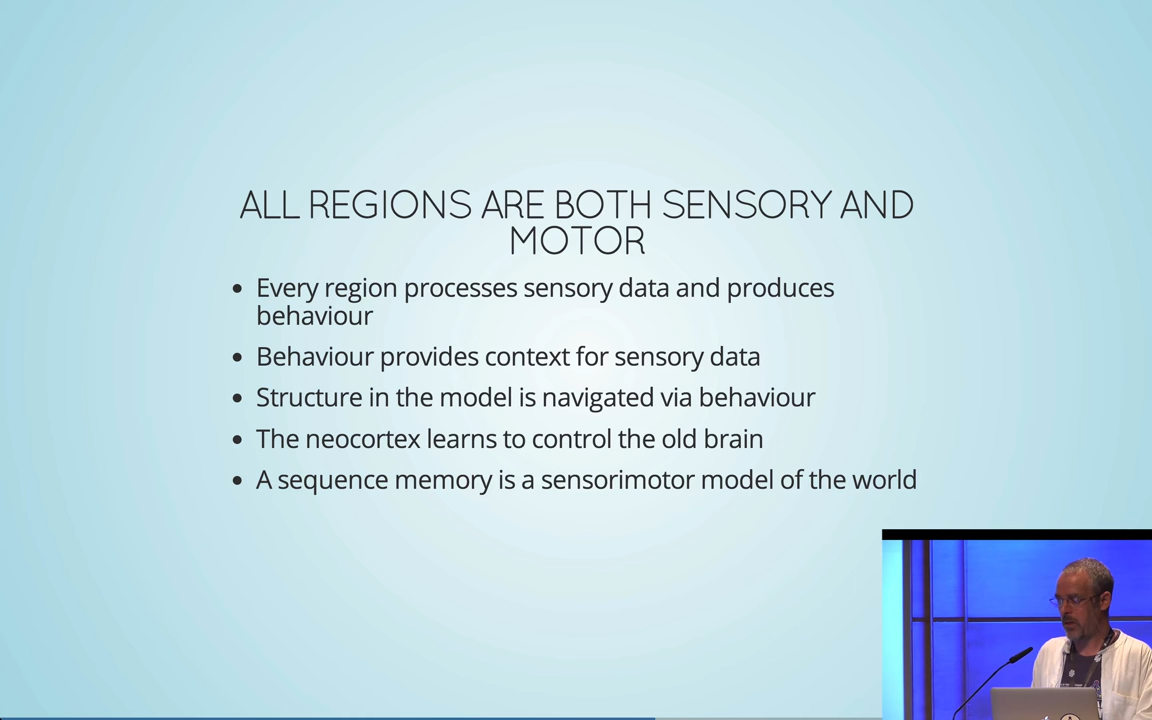 ALL REGIONS ARE BOTH SENSORY AND
MOTOR
• Every region processes sensory data and produces
behaviour
• Behaviour provides context for sensory data
• Structure in the model is navigated via behaviour
• The neocortex learns to control the old brain
• A sequence memory is a sensorimotor model of the world